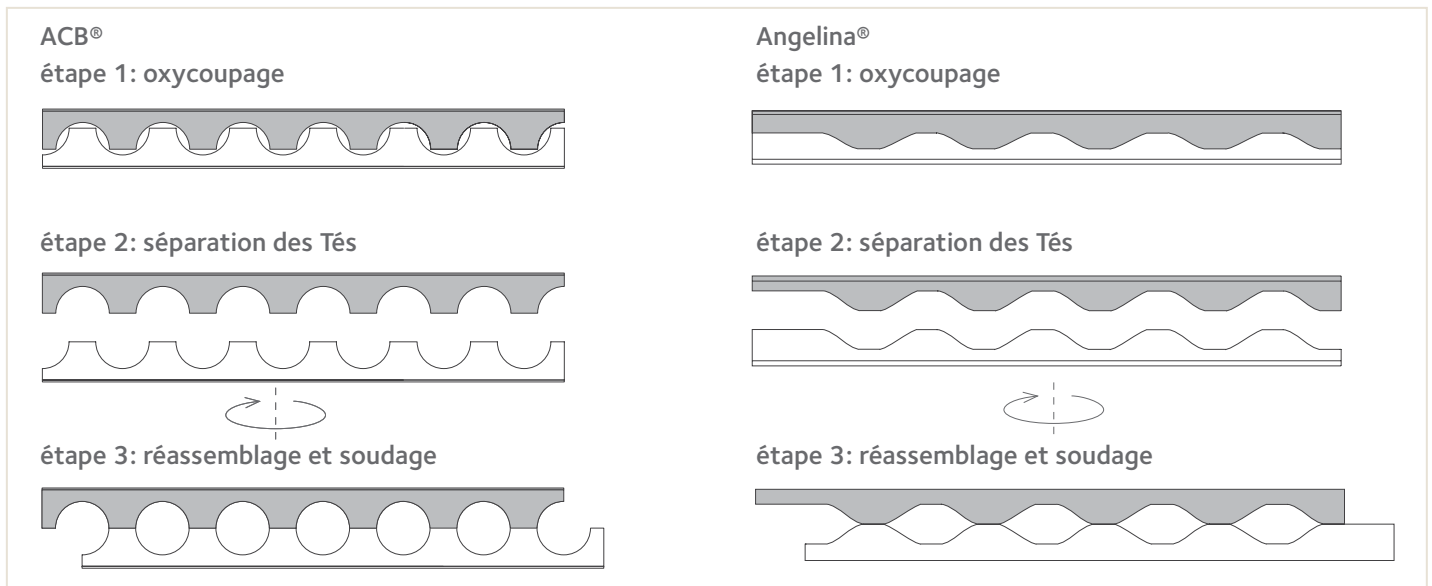 ACB®
étape 1: oxycoupage
étape 2: séparation des Tés
étape 3: réassemblage et soudage
Angelina®
étape 1: oxycoupage
étape 2: séparation des Tés
étape 3: réassemblage et soudage